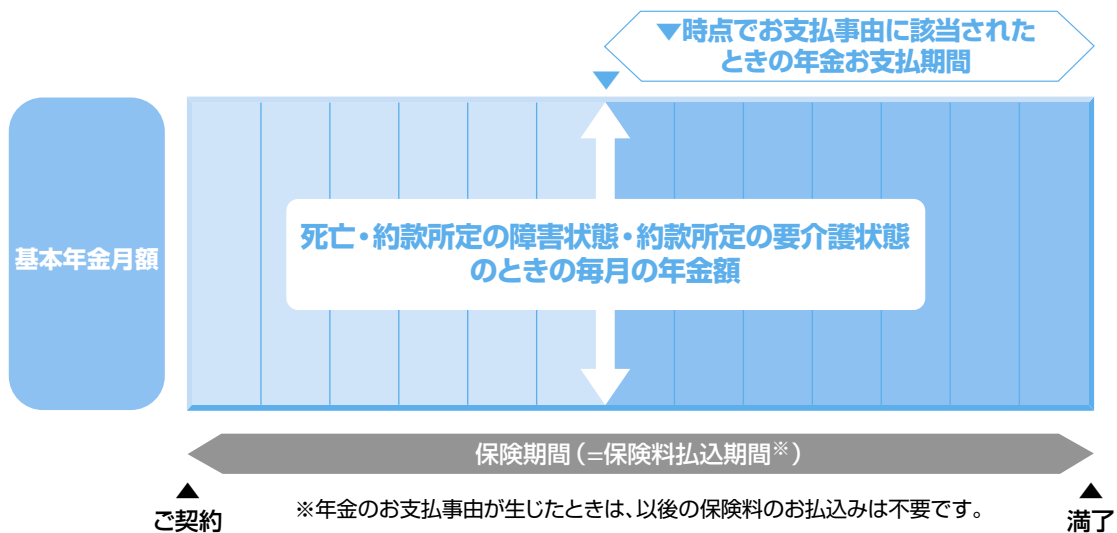 ▼時点でお支払事由に該当された
ときの年金お支払期間
基本年金月額
死亡・約款所定の障害状態・約款所定の要介護状態
のときの毎月の年金額
保険期間（=保険料払込期間※）
ご契約
※年金のお支払事由が生じたときは、以後の保険料のお払込みは不要です。
満了